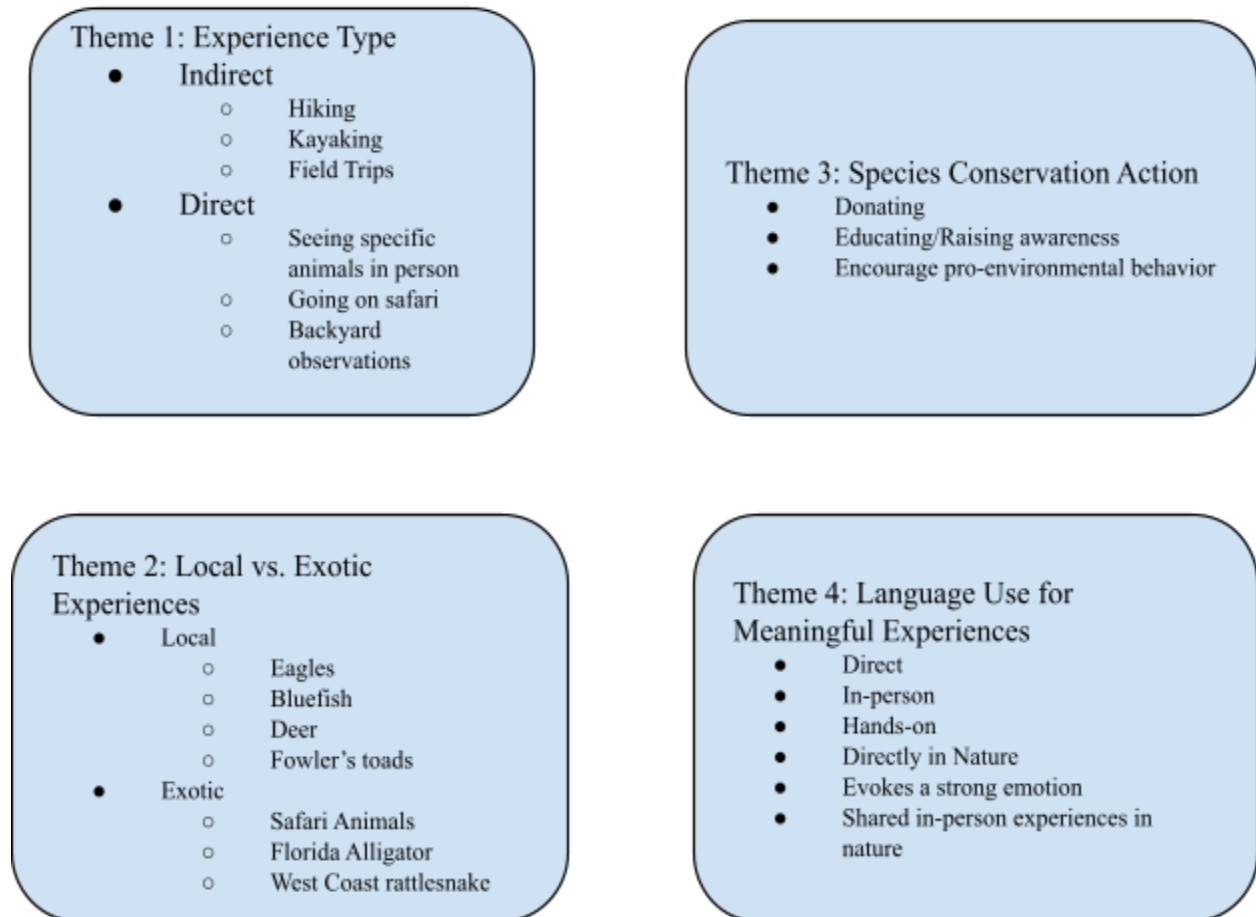 Theme 1: Experience Type
● Indirect
○ Hiking
○ Kayaking
○ Field Trips
● Direct
○ Seeing specific
animals in person
○ Going on safari
○ Backyard
observations
Theme 2: Local vs. Exotic
Experiences
● Local
○ Eagles
○ Bluefish
○ Deer
○ Fowler’s toads
● Exotic
○ Safari Animals
○ Florida Alligator
○ West Coast rattlesnake
Theme 3: Species Conservation Action
● Donating
● Educating/Raising awareness
● Encourage pro-environmental behavior
Theme 4: Language Use for
Meaningful Experiences
● Direct
● In-person
● Hands-on
● Directly in Nature
● Evokes a strong emotion
● Shared in-person experiences in
nature